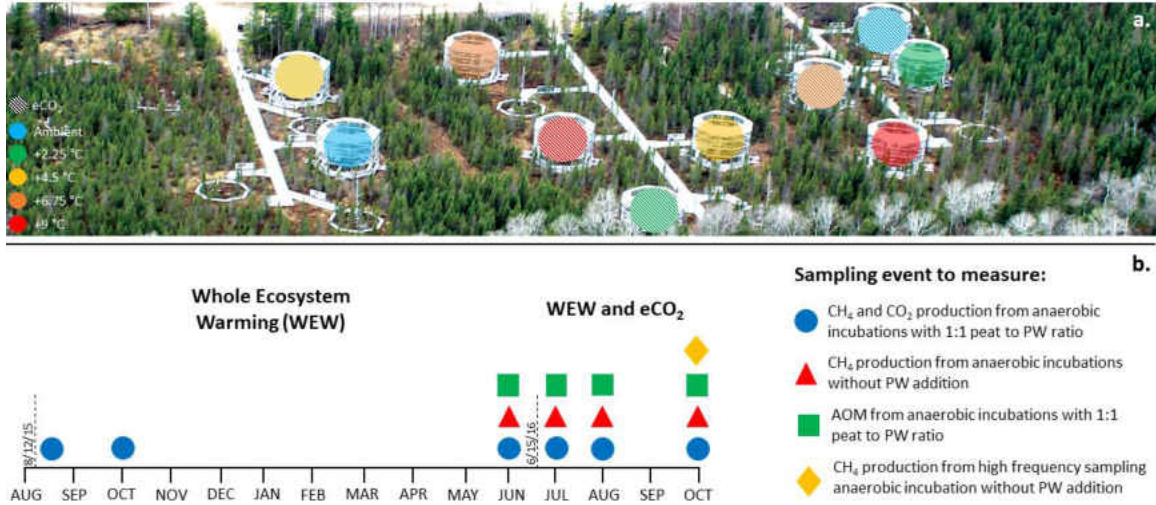 a.
eCO₂
Ambient
+2.25 °C
+4.5 °C
+6.75 °C
+9 °C
b.
Whole Ecosystem
Warming (WEW)
WEW and eCO₂
8/12/15
6/15/16
AUG SEP OCT NOV DEC JAN FEB MAR APR MAY JUN JUL AUG SEP OCT
Sampling event to measure:
CH₄ and CO₂ production from anaerobic
incubations with 1:1 peat to PW ratio
CH₄ production from anaerobic incubations
without PW addition
AOM from anaerobic incubations with 1:1
peat to PW ratio
CH₄ production from high frequency sampling
anaerobic incubation without PW addition